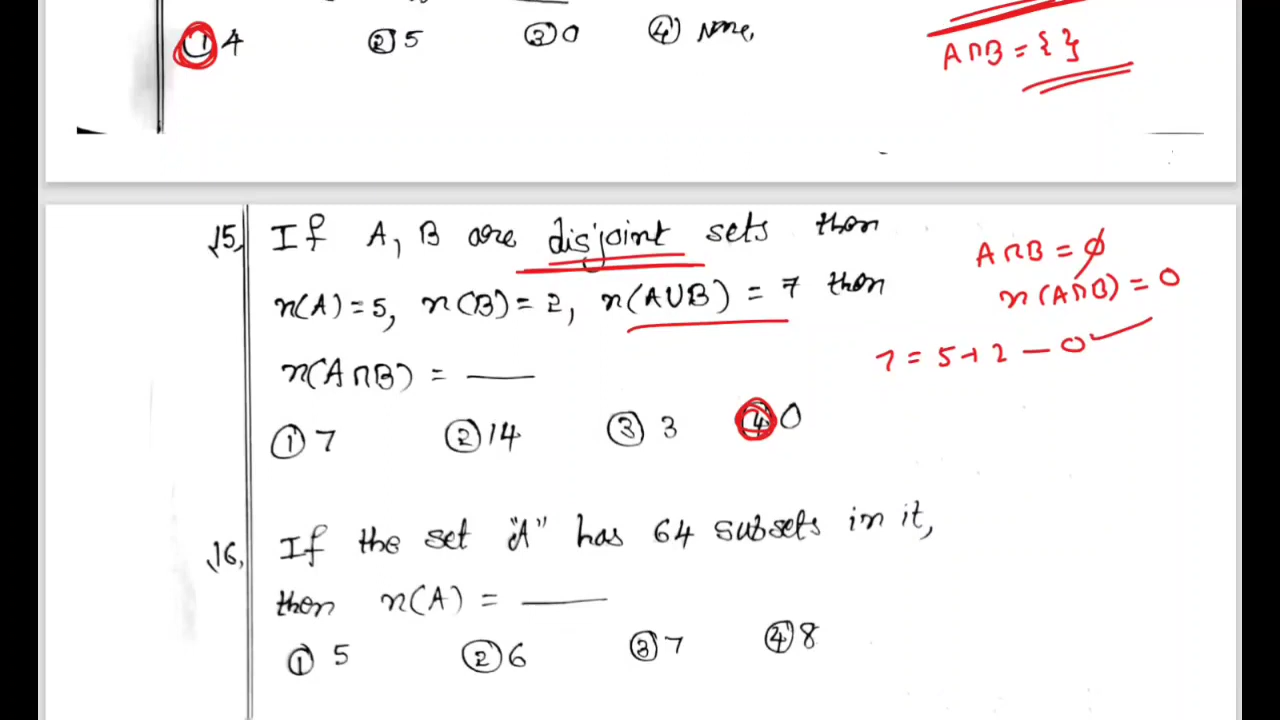 ① 4 ② 5 ③ 0 ④ None.
A∩B = { }
15, If A, B are disjoint sets then
n(A)=5, n(B)=2, n(A∪B) = 7 then
n(A∩B) = ___
① 7 ② 14 ③ 3 ④ 0
A∩B = ϕ
n(A∩B) = 0
7 = 5+2-0
16, If the set "A" has 64 subsets in it,
then n(A) = ___
① 5 ② 6 ③ 7 ④ 8